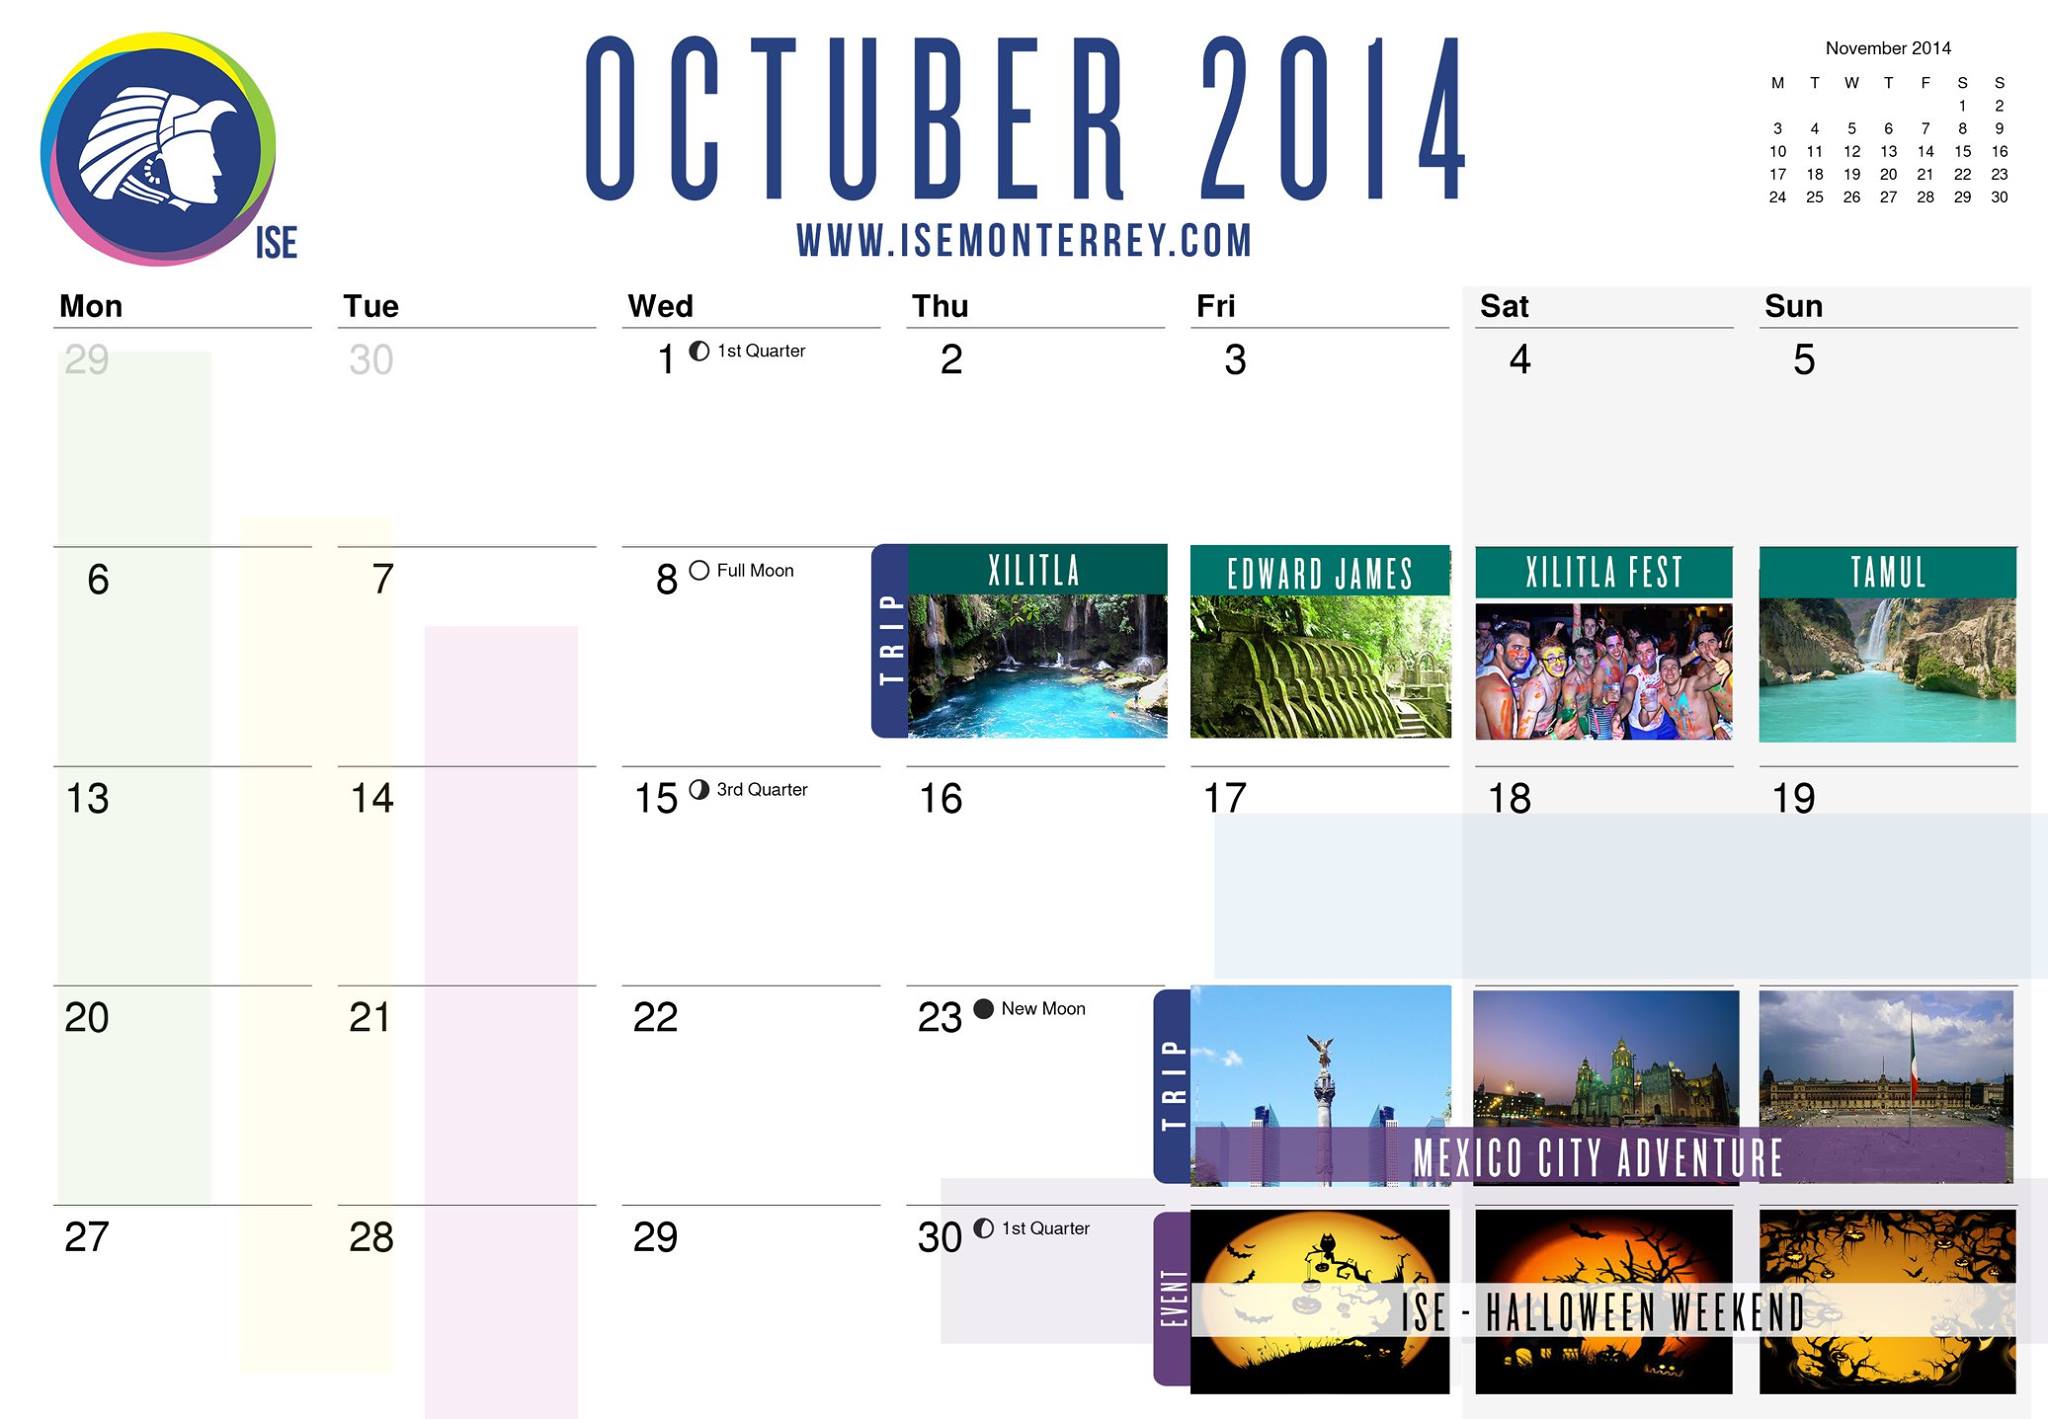 OCTUBER 2014
WWW.ISEMONTERREY.COM
ISE
November 2014
M T W T F S S
1 2
3 4 5 6 7 8 9
10 11 12 13 14 15 16
17 18 19 20 21 22 23
24 25 26 27 28 29 30
Mon Tue Wed Thu Fri Sat Sun
29 30 1 1st Quarter 2 3 4 5
6 7 8 Full Moon
TRIP
XILITLA
EDWARD JAMES
XILITLA FEST
TAMUL
13 14 15 3rd Quarter 16 17 18 19
20 21 22 23 New Moon
TRIP
MEXICO CITY ADVENTURE
27 28 29 30 1st Quarter
EVENT
ISE - HALLOWEEN WEEKEND